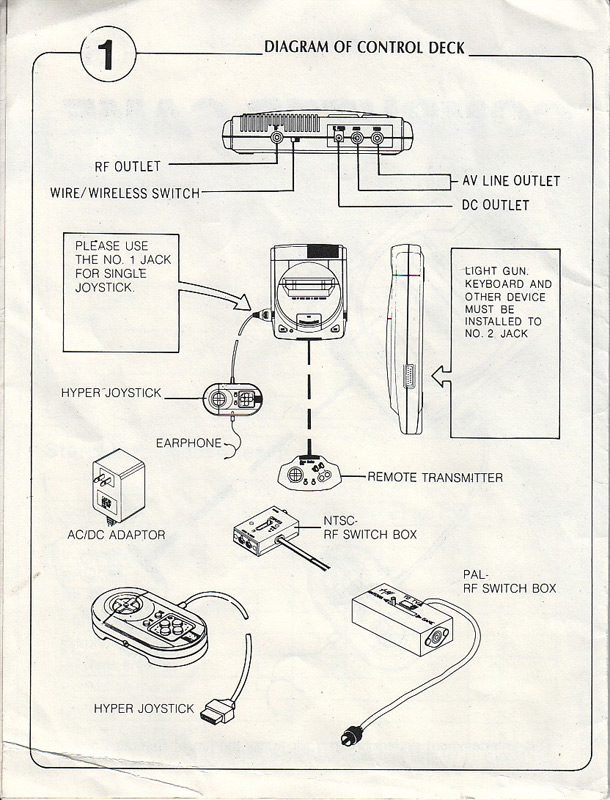 1
DIAGRAM OF CONTROL DECK
RF OUTLET
WIRE/WIRELESS SWITCH
AV LINE OUTLET
DC OUTLET
PLEASE USE
THE NO. 1 JACK
FOR SINGLE
JOYSTICK.
LIGHT GUN.
KEYBOARD AND
OTHER DEVICE
MUST BE
INSTALLED TO
NO. 2 JACK
HYPER JOYSTICK
EARPHONE
REMOTE TRANSMITTER
AC/DC ADAPTOR
NTSC-
RF SWITCH BOX
PAL-
RF SWITCH BOX
HYPER JOYSTICK